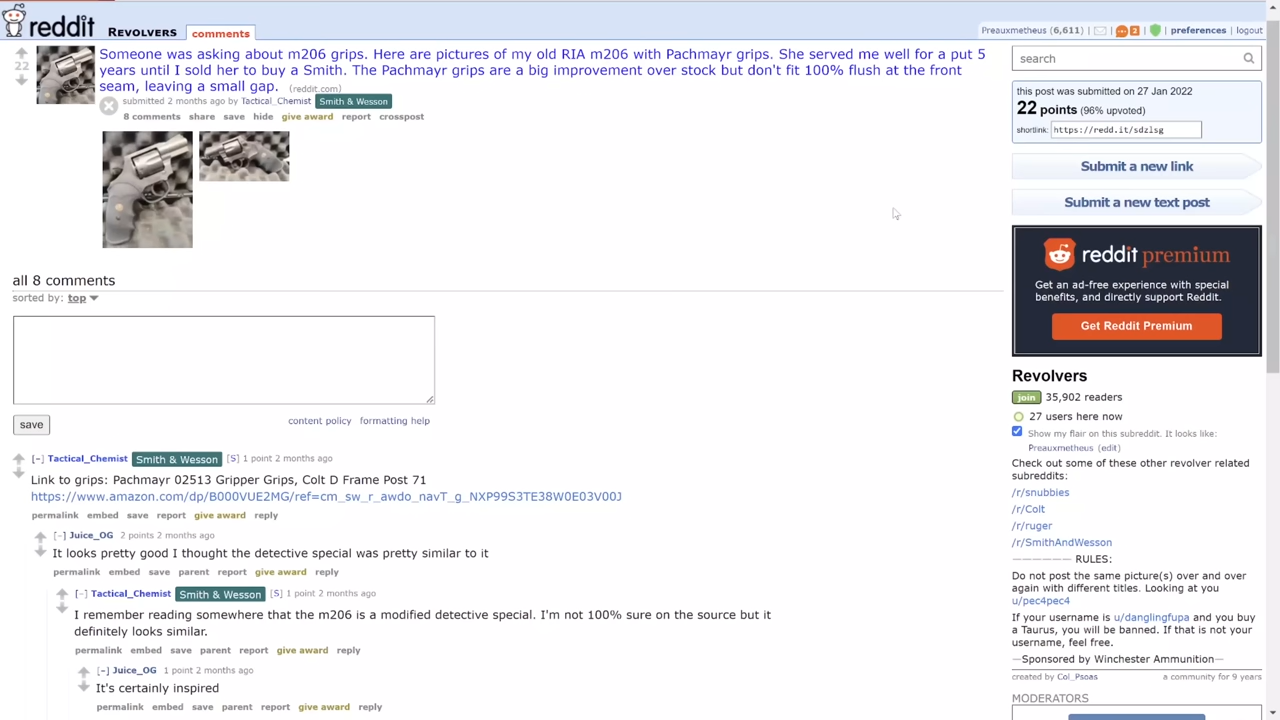 reddit REVOLVERS comments
Preauxmetheus (6,611) | 2 | | preferences | logout
22
Someone was asking about m206 grips. Here are pictures of my old RIA m206 with Pachmayr grips. She served me well for a put 5
years until I sold her to buy a Smith. The Pachmayr grips are a big improvement over stock but don't fit 100% flush at the front
seam, leaving a small gap. (reddit.com)
submitted 2 months ago by Tactical_Chemist Smith & Wesson
8 comments share save hide give award report crosspost
all 8 comments
sorted by: top
save
content policy formatting help
[–] Tactical_Chemist Smith & Wesson [S] 1 point 2 months ago
Link to grips: Pachmayr 02513 Gripper Grips, Colt D Frame Post 71
https://www.amazon.com/dp/B000VUE2MG/ref=cm_sw_r_awdo_navT_g_NXP99S3TE38W0E03V00J
permalink embed save report give award reply
[–] Juice_OG 2 points 2 months ago
It looks pretty good I thought the detective special was pretty similar to it
permalink embed save parent report give award reply
[–] Tactical_Chemist Smith & Wesson [S] 1 point 2 months ago
I remember reading somewhere that the m206 is a modified detective special. I'm not 100% sure on the source but it
definitely looks similar.
permalink embed save parent report give award reply
[–] Juice_OG 1 point 2 months ago
It's certainly inspired
permalink embed save parent report give award reply
search
this post was submitted on 27 Jan 2022
22 points (96% upvoted)
shortlink: https://redd.it/sdzlsg
Submit a new link
Submit a new text post
reddit premium
Get an ad-free experience with special
benefits, and directly support Reddit.
Get Reddit Premium
Revolvers
join 35,902 readers
27 users here now
Show my flair on this subreddit. It looks like:
Preauxmetheus (edit)
Check out some of these other revolver related
subreddits:
/r/snubbies
/r/Colt
/r/ruger
/r/SmithAndWesson
—————— RULES:
Do not post the same picture(s) over and over
again with different titles. Looking at you
u/pec4pec4
If your username is u/danglingfupa and you buy
a Taurus, you will be banned. If that is not your
username, feel free.
—Sponsored by Winchester Ammunition—
created by Col_Psoas a community for 9 years
MODERATORS